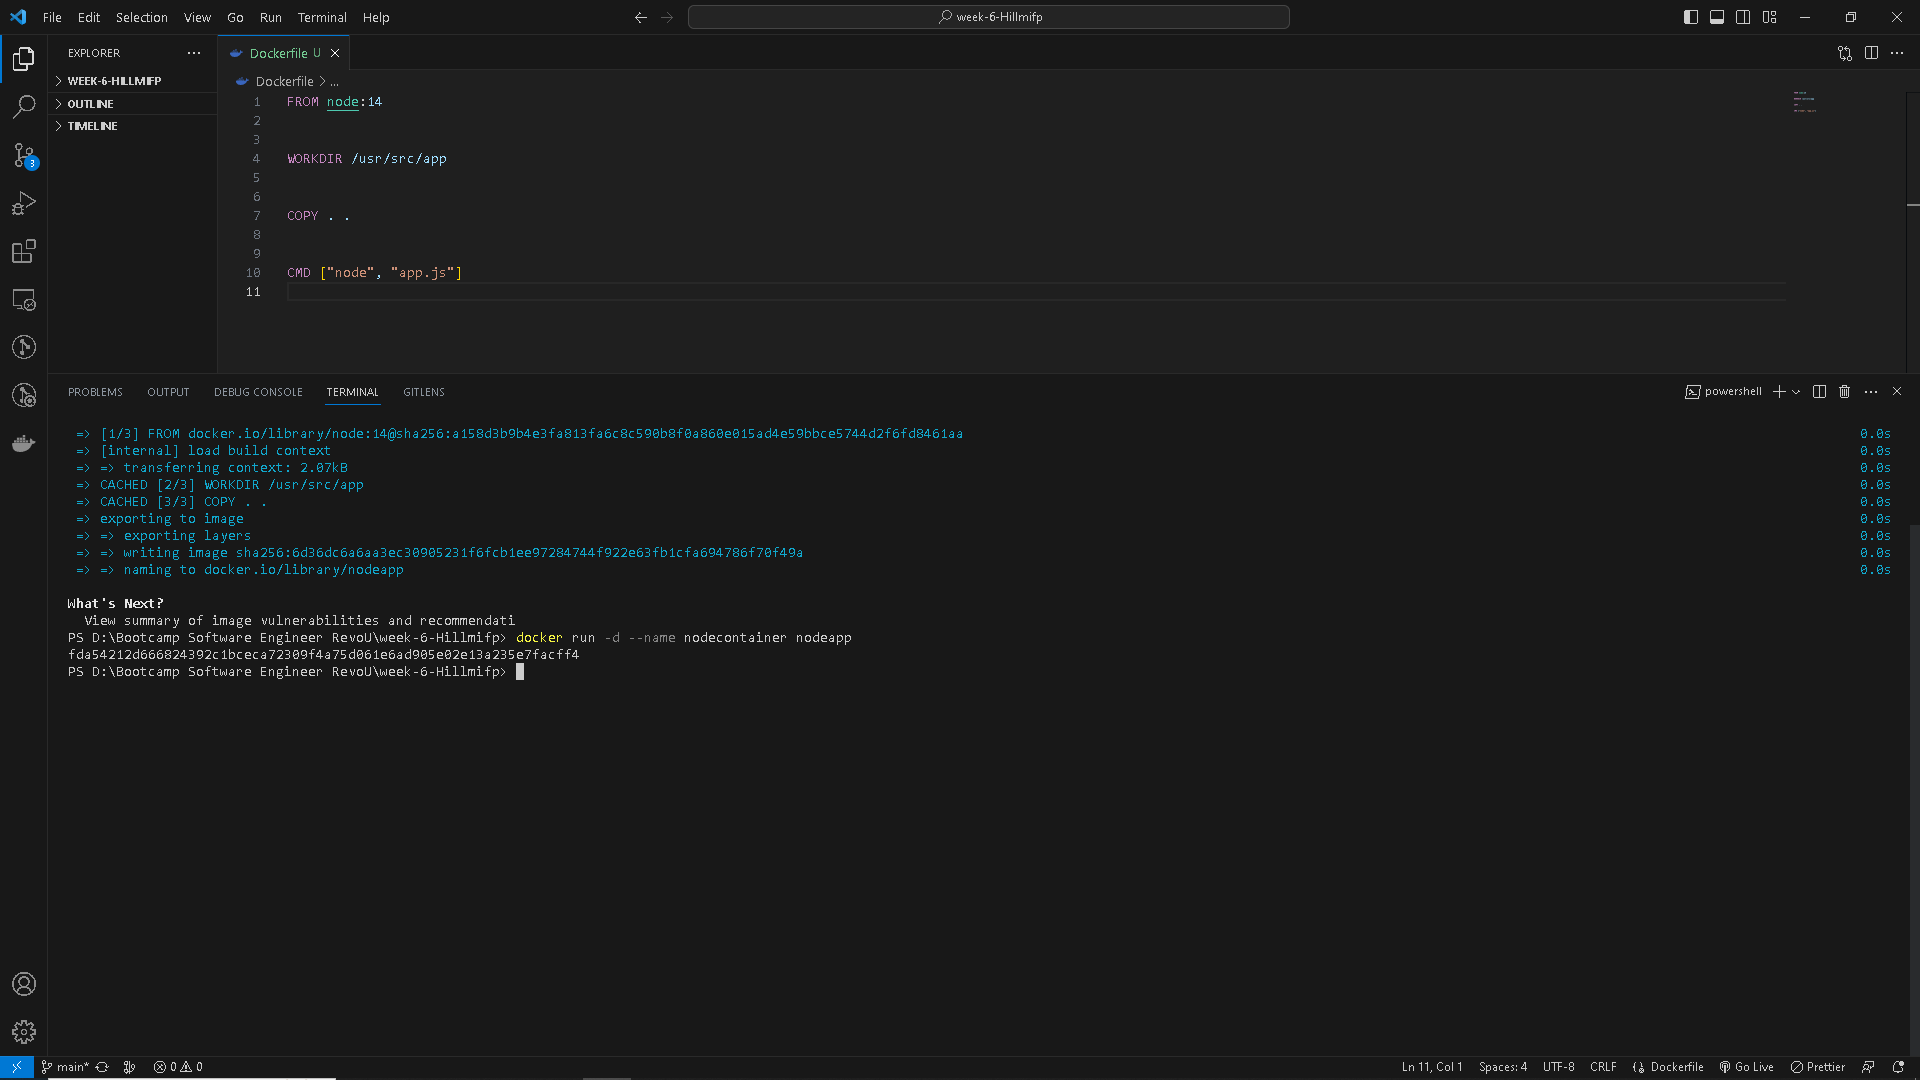 File Edit Selection View Go Run Terminal Help
week-6-Hillmifp
EXPLORER
WEEK-6-HILLMIFP
OUTLINE
TIMELINE
3
Dockerfile U
Dockerfile > ...
1 FROM node:14
2
3
4 WORKDIR /usr/src/app
5
6
7 COPY . .
8
9
10 CMD ["node", "app.js"]
11
PROBLEMS OUTPUT DEBUG CONSOLE TERMINAL GITLENS
powershell
=> [1/3] FROM docker.io/library/node:14@sha256:a158d3b9b4e3fa813fa6c8c590b8f0a860e015ad4e59bbce5744d2f6fd8461aa 0.0s
=> [internal] load build context 0.0s
=> => transferring context: 2.07kB 0.0s
=> CACHED [2/3] WORKDIR /usr/src/app 0.0s
=> CACHED [3/3] COPY . . 0.0s
=> exporting to image 0.0s
=> => exporting layers 0.0s
=> => writing image sha256:6d36dc6a6aa3ec30905231f6fcb1ee97284744f922e63fb1cfa694786f70f49a 0.0s
=> => naming to docker.io/library/nodeapp 0.0s
What's Next?
View summary of image vulnerabilities and recommendati
PS D:\Bootcamp Software Engineer RevoU\week-6-Hillmifp> docker run -d --name nodecontainer nodeapp
fda54212d666824392c1bceca72309f4a75d061e6ad905e02e13a235e7facff4
PS D:\Bootcamp Software Engineer RevoU\week-6-Hillmifp>
main* 0 0 Ln 11, Col 1 Spaces: 4 UTF-8 CRLF Dockerfile Go Live Prettier